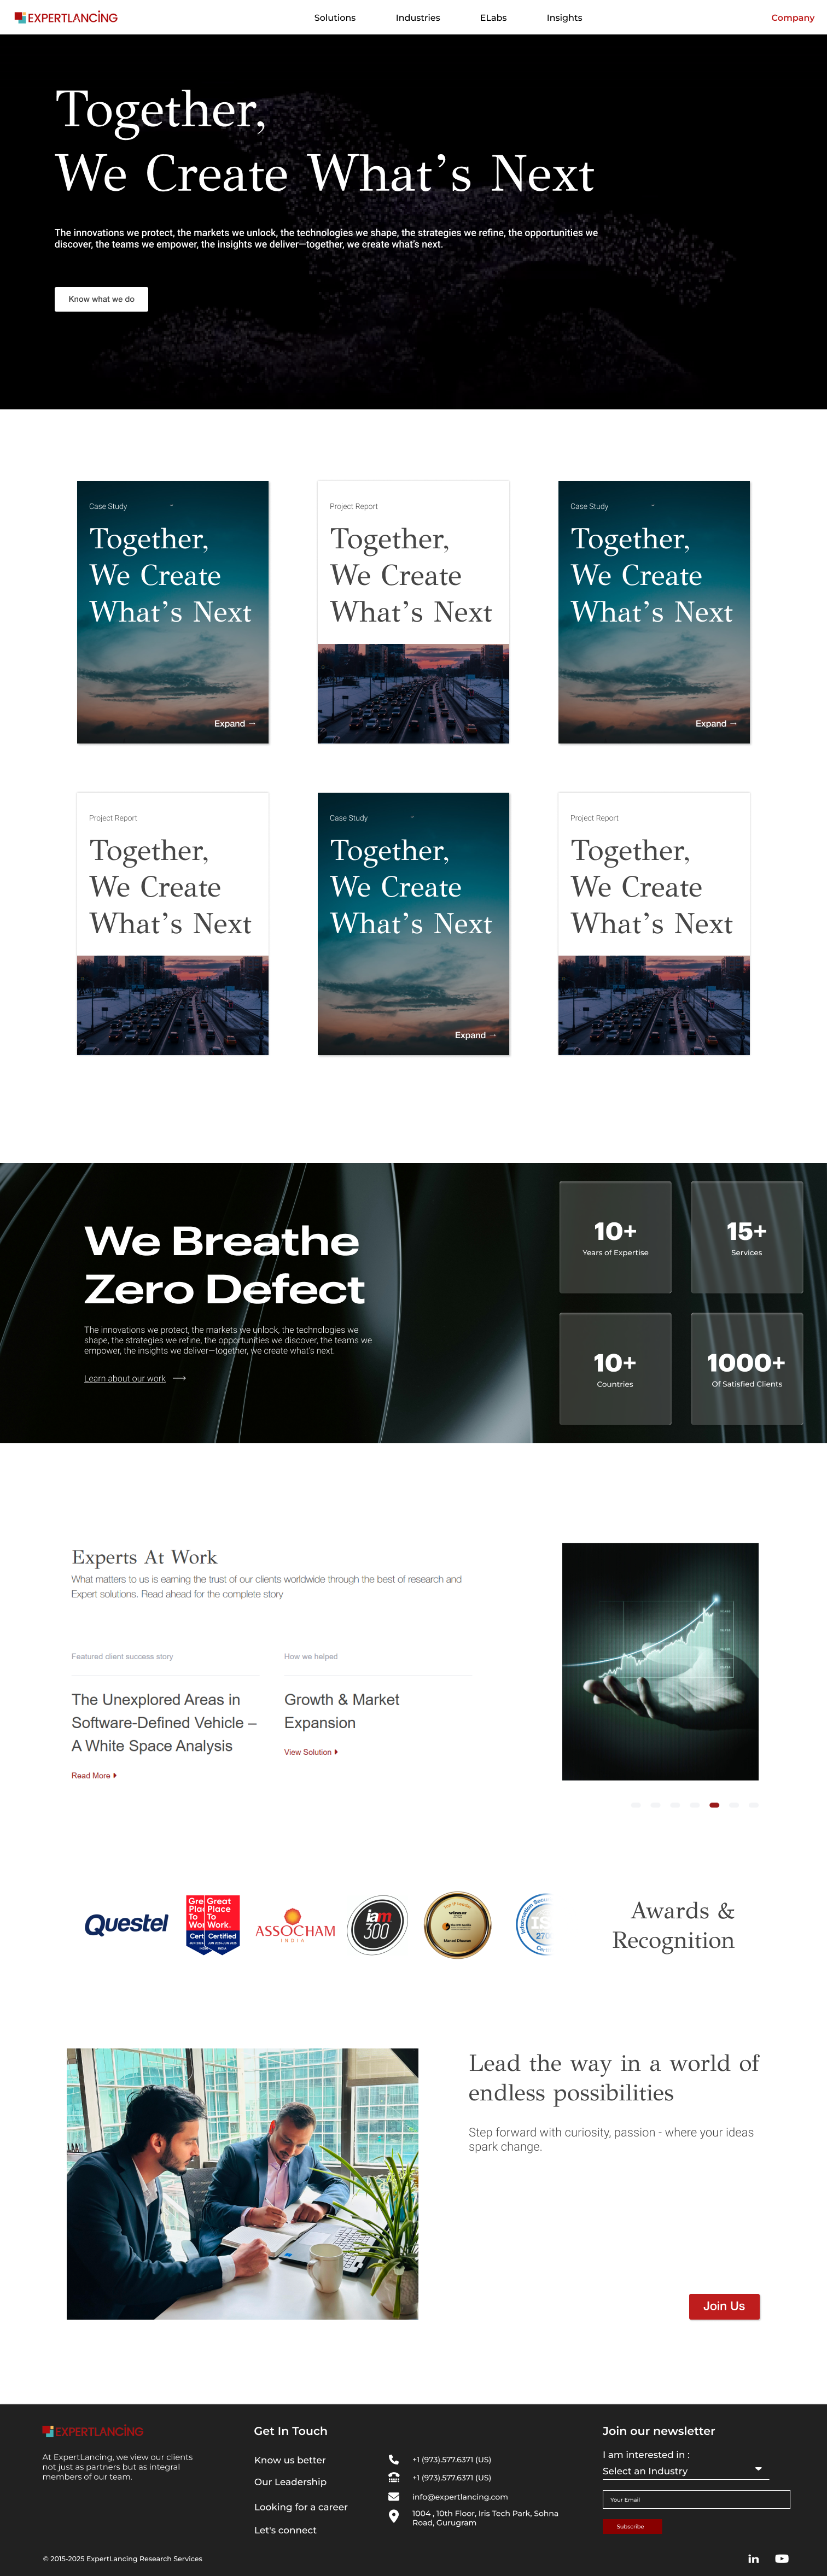 EXPERTLANCING
Solutions
Industries
ELabs
Insights
Company
Together,
We Create What's Next
The innovations we protect, the markets we unlock, the technologies we shape, the strategies we refine, the opportunities we
discover, the teams we empower, the insights we deliver—together, we create what's next.
Know what we do
Case Study
Together,
We Create
What's Next
Expand →
Project Report
Together,
We Create
What's Next
Case Study
Together,
We Create
What's Next
Expand →
Project Report
Together,
We Create
What's Next
Case Study
Together,
We Create
What's Next
Expand →
Project Report
Together,
We Create
What's Next
We Breathe
Zero Defect
The innovations we protect, the markets we unlock, the technologies we
shape, the strategies we refine, the opportunities we discover, the teams we
empower, the insights we deliver—together, we create what's next.
Learn about our work
10+
Years of Expertise
15+
Services
10+
Countries
1000+
Of Satisfied Clients
Experts At Work
What matters to us is earning the trust of our clients worldwide through the best of research and
Expert solutions. Read ahead for the complete story
Featured client success story
The Unexplored Areas in
Software-Defined Vehicle –
A White Space Analysis
Read More
How we helped
Growth & Market
Expansion
View Solution
Questel
Great
Place
To
Work.
Certified
INDIA
ASSOCHAM
INDIA
iam
300
Awards &
Recognition
Lead the way in a world of
endless possibilities
Step forward with curiosity, passion - where your ideas
spark change.
Join Us
EXPERTLANCING
At ExpertLancing, we view our clients
not just as partners but as integral
members of our team.
Get In Touch
Know us better
Our Leadership
Looking for a career
Let's connect
+1 (973).577.6371 (US)
+1 (973).577.6371 (US)
info@expertlancing.com
1004 , 10th Floor, Iris Tech Park, Sohna
Road, Gurugram
Join our newsletter
I am interested in :
Select an Industry
Your Email
Subscribe
© 2015-2025 ExpertLancing Research Services
in